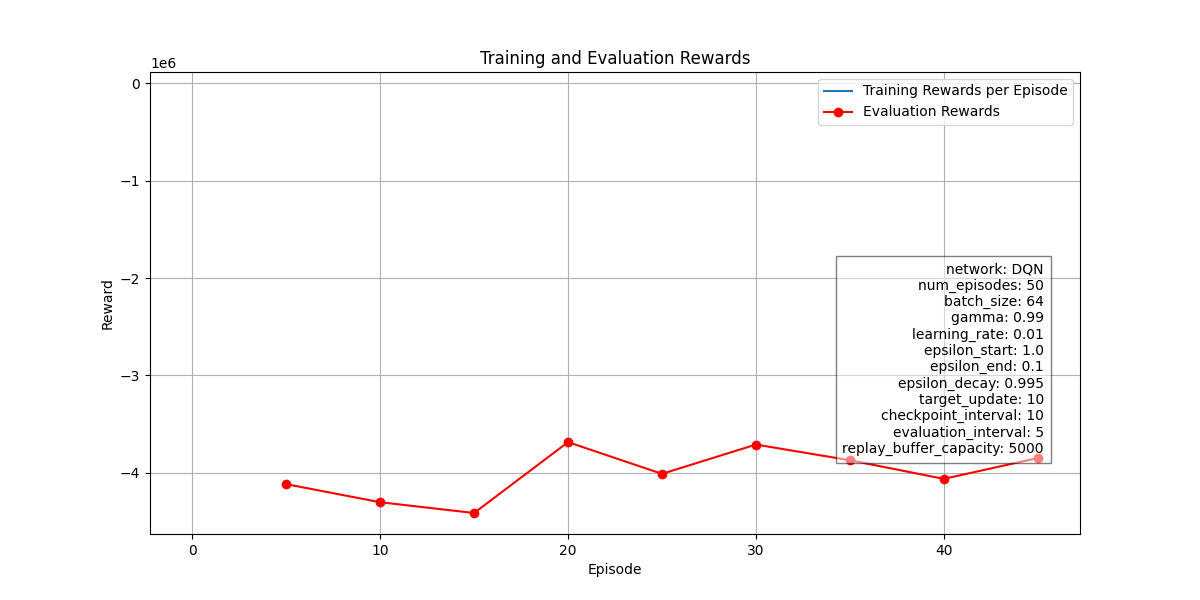 Training and Evaluation Rewards
1e6
0
−1
−2
−3
−4
Reward
Training Rewards per Episode
Evaluation Rewards
network: DQN
num_episodes: 50
batch_size: 64
gamma: 0.99
learning_rate: 0.01
epsilon_start: 1.0
epsilon_end: 0.1
epsilon_decay: 0.995
target_update: 10
checkpoint_interval: 10
evaluation_interval: 5
replay_buffer_capacity: 5000
0 10 20 30 40
Episode